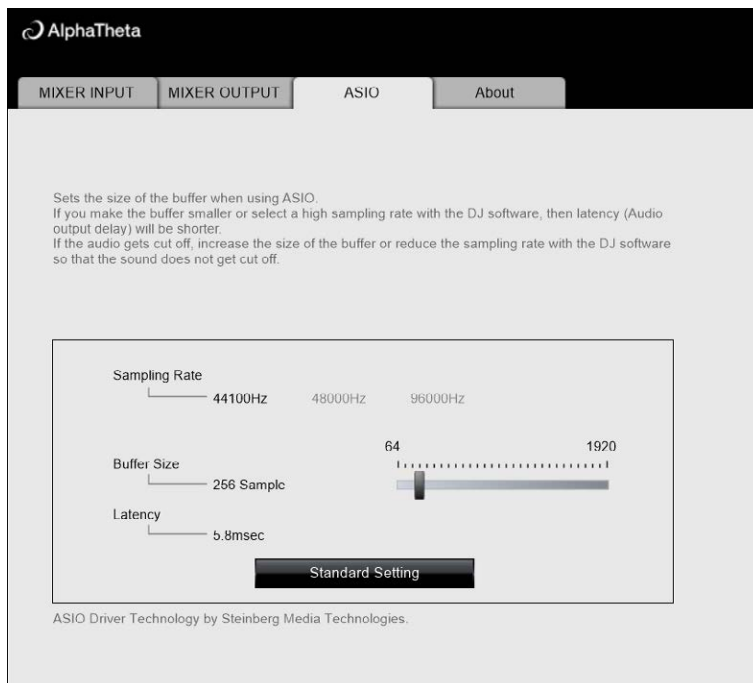 AlphaTheta
MIXER INPUT MIXER OUTPUT ASIO About
Sets the size of the buffer when using ASIO.
If you make the buffer smaller or select a high sampling rate with the DJ software, then latency (Audio
output delay) will be shorter.
If the audio gets cut off, increase the size of the buffer or reduce the sampling rate with the DJ software
so that the sound does not get cut off.
Sampling Rate
44100Hz 48000Hz 96000Hz
64 1920
Buffer Size
256 Sample
Latency
5.8msec
Standard Setting
ASIO Driver Technology by Steinberg Media Technologies.